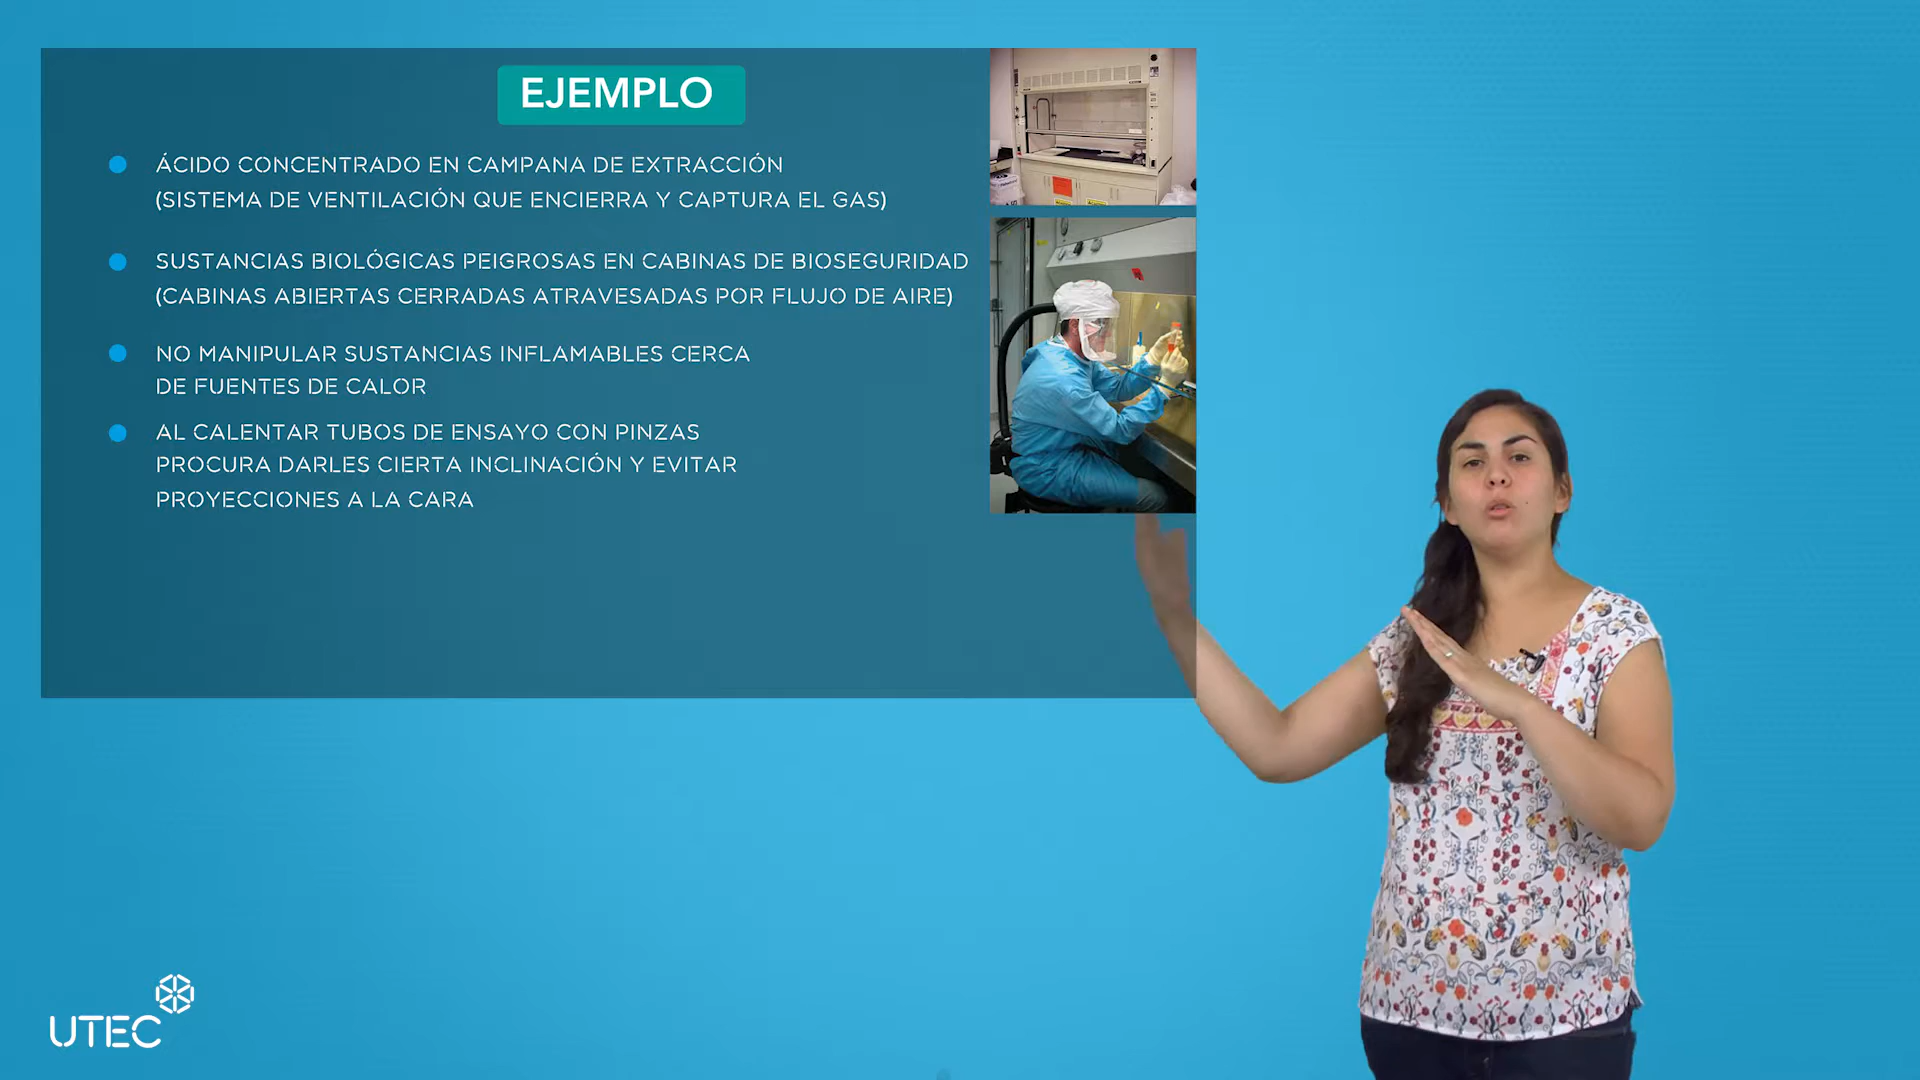 EJEMPLO
ÁCIDO CONCENTRADO EN CAMPANA DE EXTRACCIÓN
(SISTEMA DE VENTILACIÓN QUE ENCIERRA Y CAPTURA EL GAS)
SUSTANCIAS BIOLÓGICAS PEIGROSAS EN CABINAS DE BIOSEGURIDAD
(CABINAS ABIERTAS CERRADAS ATRAVESADAS POR FLUJO DE AIRE)
NO MANIPULAR SUSTANCIAS INFLAMABLES CERCA
DE FUENTES DE CALOR
AL CALENTAR TUBOS DE ENSAYO CON PINZAS
PROCURA DARLES CIERTA INCLINACIÓN Y EVITAR
PROYECCIONES A LA CARA
UTEC